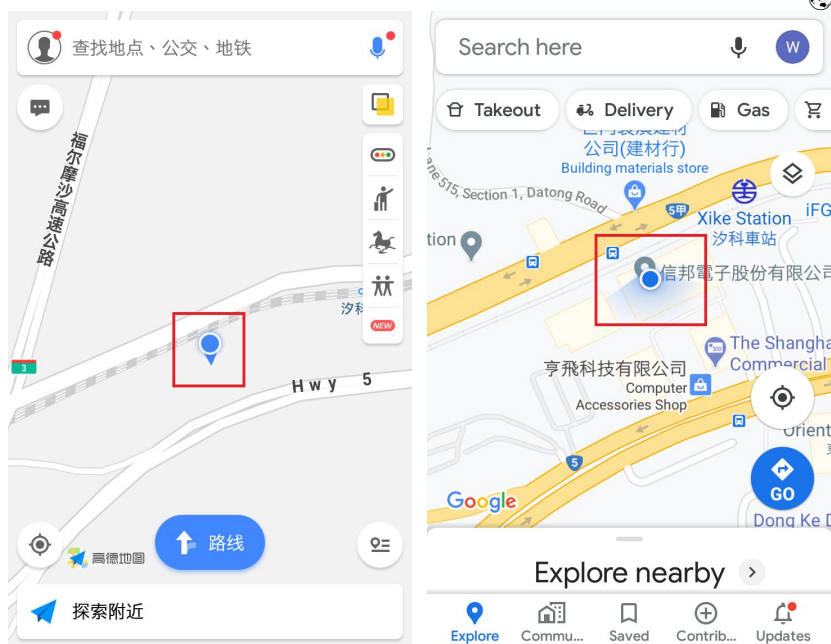 查找地点、公交、地铁
福尔摩沙高速公路
汐科
NEW
3
Hwy 5
路线
高德地圖
探索附近
Search here
W
Takeout
Delivery
Gas
公司(建材行)
Building materials store
Lane 515, Section 1, Datong Road
5甲
Xike Station
汐科車站
iFG
tion
信邦電子股份有限公司
The Shangha
Commercial
亨飛科技有限公司
Computer
Accessories Shop
Orient
5
GO
Google
Dong Ke D
Explore nearby
Explore
Commu...
Saved
Contrib...
Updates